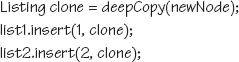 Listing clone = deepCopy(newNode);
list1.insert(1, clone);
list2.insert(2, clone);